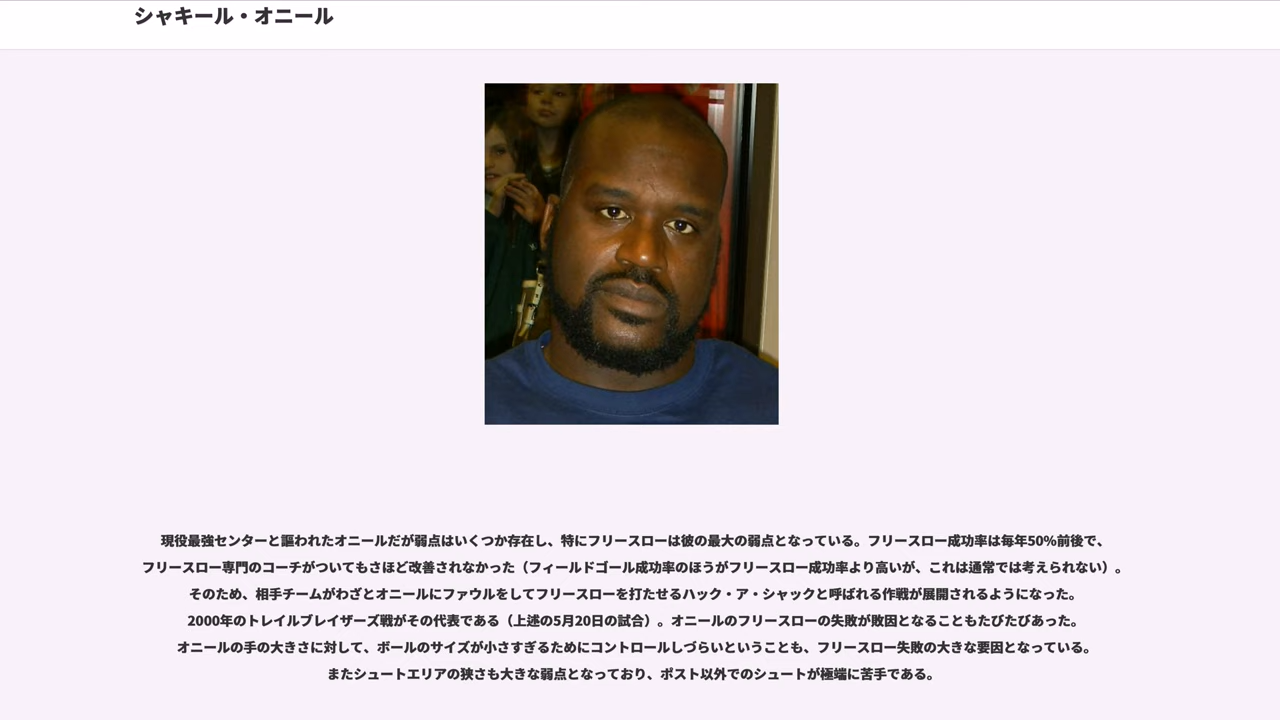 シャキール・オニール
現役最強センターと謳われたオニールだが弱点はいくつか存在し、特にフリースローは彼の最大の弱点となっている。フリースロー成功率は毎年50%前後で、
フリースロー専門のコーチがついてもさほど改善されなかった（フィールドゴール成功率のほうがフリースロー成功率より高いが、これは通常では考えられない）。
そのため、相手チームがわざとオニールにファウルをしてフリースローを打たせるハック・ア・シャックと呼ばれる作戦が展開されるようになった。
2000年のトレイルブレイザーズ戦がその代表である（上述の5月20日の試合）。オニールのフリースローの失敗が敗因となることもたびたびあった。
オニールの手の大きさに対して、ボールのサイズが小さすぎるためにコントロールしづらいということも、フリースロー失敗の大きな要因となっている。
またシュートエリアの狭さも大きな弱点となっており、ポスト以外でのシュートが極端に苦手である。